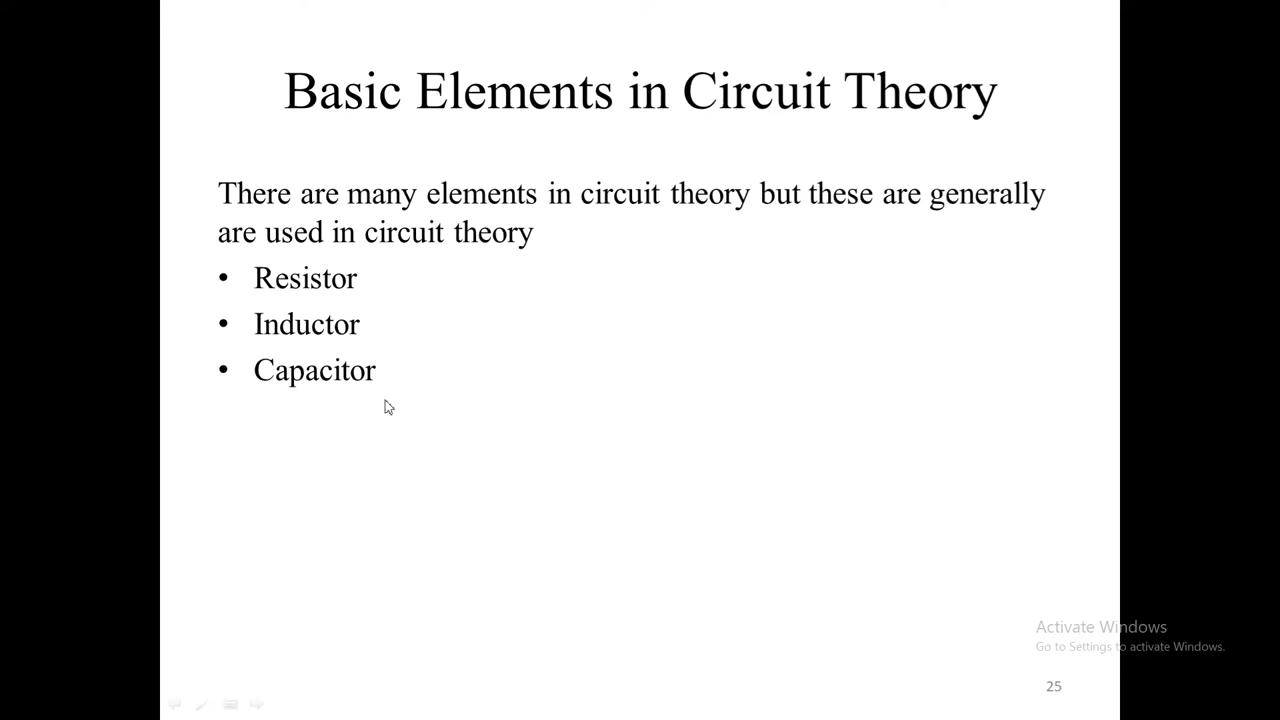 Basic Elements in Circuit Theory
There are many elements in circuit theory but these are generally
are used in circuit theory
• Resistor
• Inductor
• Capacitor
Activate Windows
Go to Settings to activate Windows.
25